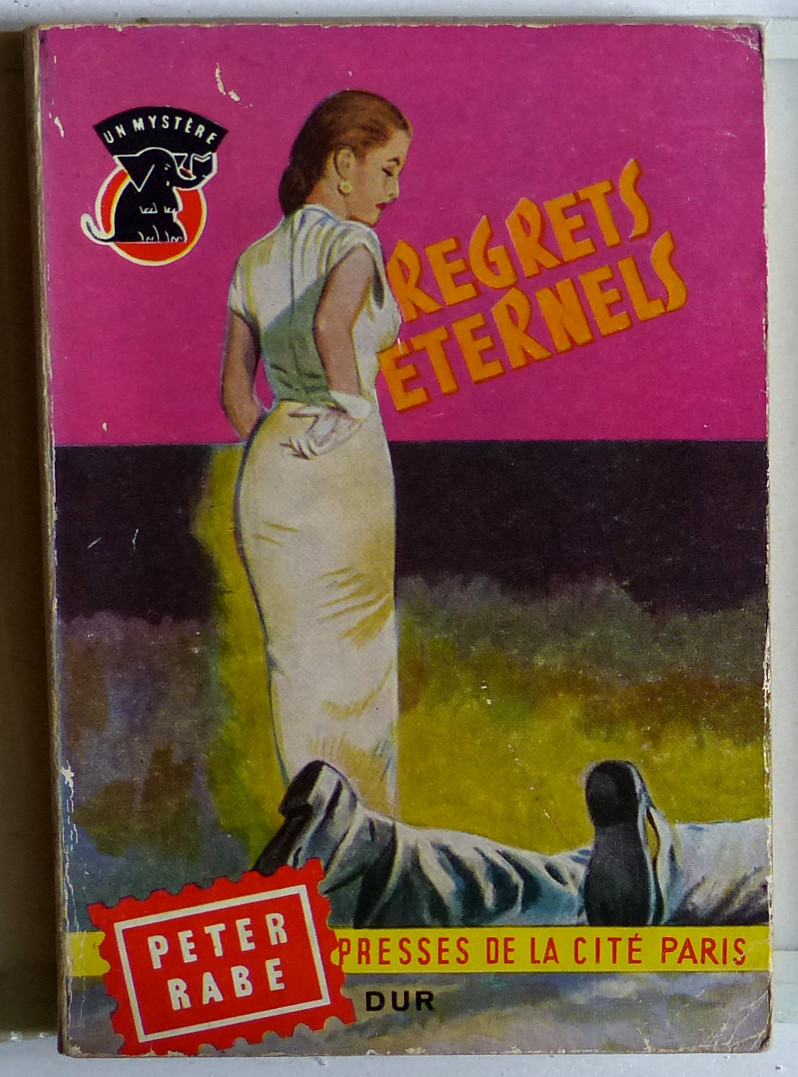 UN MYSTÈRE
REGRETS
ETERNELS
PETER
RABE
PRESSES DE LA CITÉ PARIS
DUR